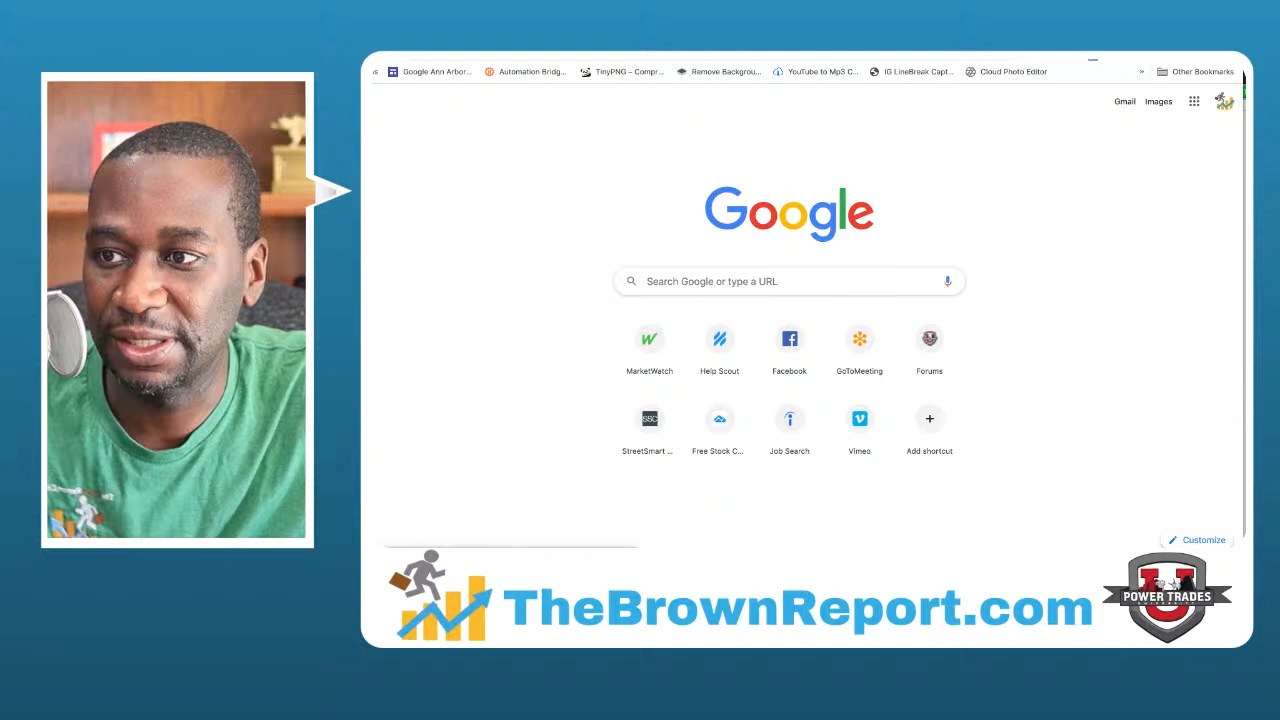 Google Ann Arbor...
Automation Bridg...
TinyPNG – Compr...
Remove Backgrou...
YouTube to Mp3 C...
IG LineBreak Capt...
Cloud Photo Editor
»
Other Bookmarks
Gmail
Images
Google
Search Google or type a URL
MarketWatch
Help Scout
Facebook
GoToMeeting
Forums
SSC
StreetSmart ...
Free Stock C...
Job Search
Vimeo
Add shortcut
Customize
TheBrownReport.com
U
POWER TRADES
UNIVERSITY